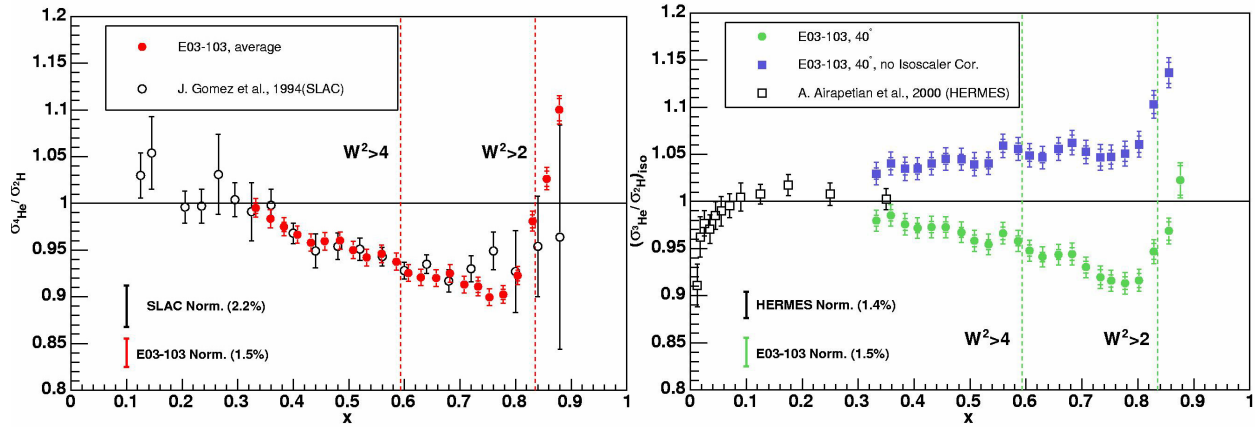 1.2
1.15
1.1
1.05
1
0.95
0.9
0.85
0.8
σ⁴He/σ²H
E03-103, average
J. Gomez et al., 1994(SLAC)
W²>4
W²>2
SLAC Norm. (2.2%)
E03-103 Norm. (1.5%)
0 0.1 0.2 0.3 0.4 0.5 0.6 0.7 0.8 0.9 1
x
1.2
1.15
1.1
1.05
1
0.95
0.9
0.85
0.8
(σ³He/σ²H)iso
E03-103, 40°
E03-103, 40°, no Isoscaler Cor.
A. Airapetian et al., 2000 (HERMES)
HERMES Norm. (1.4%)
W²>4
W²>2
E03-103 Norm. (1.5%)
0 0.1 0.2 0.3 0.4 0.5 0.6 0.7 0.8 0.9 1
x